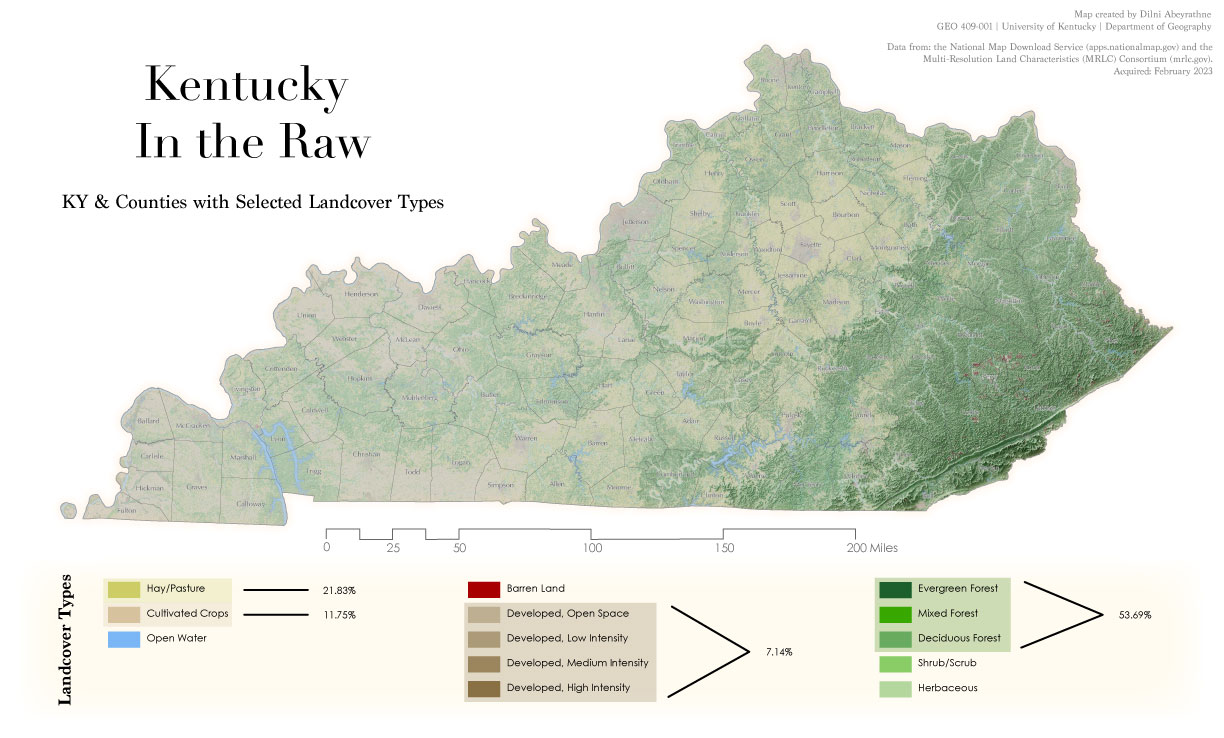 Map created by Dilni Abeyrathne
GEO 409-001 | University of Kentucky | Department of Geography
Data from: the National Map Download Service (apps.nationalmap.gov) and the
Multi-Resolution Land Characteristics (MRLC) Consortium (mrlc.gov).
Acquired: February 2023
Kentucky
In the Raw
KY & Counties with Selected Landcover Types
Boone
Kenton
Campbell
Gallatin
Carroll
Grant
Pendleton
Bracken
Trimble
Owen
Robertson
Mason
Oldham
Henry
Harrison
Fleming
Nicholas
Jefferson
Shelby
Franklin
Scott
Bourbon
Bath
Spencer
Anderson
Woodford
Fayette
Montgomery
Clark
Meade
Bullitt
Jessamine
Hancock
Breckinridge
Nelson
Washington
Mercer
Madison
Henderson
Daviess
Hardin
Boyle
Garrard
Union
Webster
McLean
Ohio
Grayson
Larue
Marion
Crittenden
Hopkins
Muhlenberg
Butler
Edmonson
Hart
Green
Taylor
Casey
Livingston
Caldwell
Warren
Barren
Metcalfe
Adair
Russell
Pulaski
Ballard
McCracken
Lyon
Carlisle
Marshall
Trigg
Christian
Todd
Logan
Simpson
Allen
Monroe
Clinton
Hickman
Graves
Calloway
Fulton
0 25 50 100 150 200 Miles
Landcover Types
Hay/Pasture 21.83%
Cultivated Crops 11.75%
Open Water
Barren Land
Developed, Open Space
Developed, Low Intensity
Developed, Medium Intensity
Developed, High Intensity
7.14%
Evergreen Forest
Mixed Forest
Deciduous Forest
53.69%
Shrub/Scrub
Herbaceous